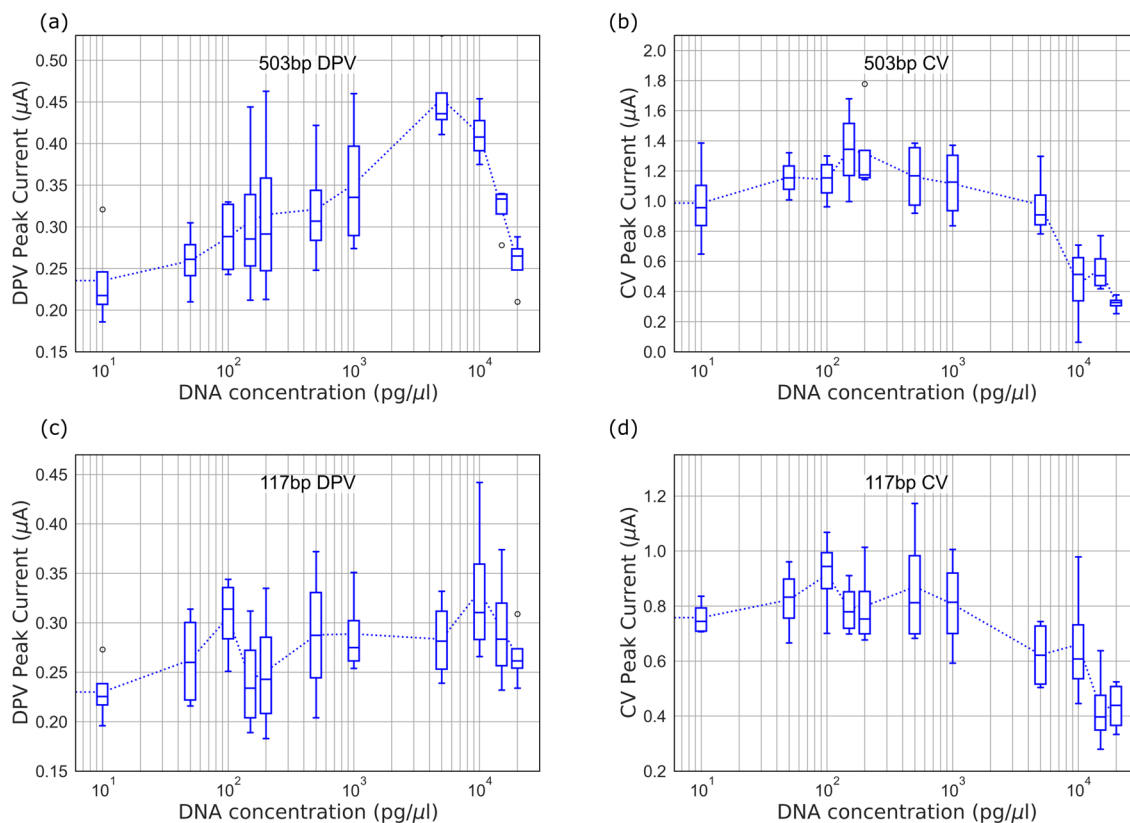 (a)
503bp DPV
DPV Peak Current (μA)
0.50
0.45
0.40
0.35
0.30
0.25
0.20
0.15
10¹ 10² 10³ 10⁴
DNA concentration (pg/μl)
(b)
503bp CV
CV Peak Current (μA)
2.0
1.8
1.6
1.4
1.2
1.0
0.8
0.6
0.4
0.2
0.0
10¹ 10² 10³ 10⁴
DNA concentration (pg/μl)
(c)
117bp DPV
DPV Peak Current (μA)
0.45
0.40
0.35
0.30
0.25
0.20
0.15
10¹ 10² 10³ 10⁴
DNA concentration (pg/μl)
(d)
117bp CV
CV Peak Current (μA)
1.2
1.0
0.8
0.6
0.4
0.2
10¹ 10² 10³ 10⁴
DNA concentration (pg/μl)